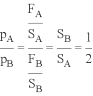 pA/pB = (FA/SA)/(FB/SB) = SB/SA = 1/2